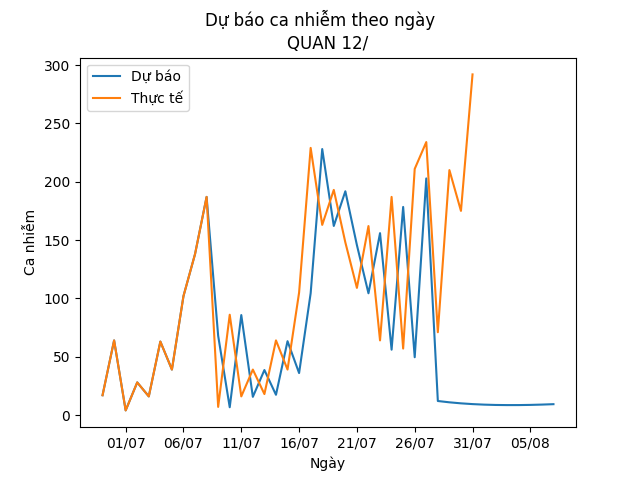 Dự báo ca nhiễm theo ngày
QUAN 12/
Dự báo
Thực tế
Ca nhiễm
300
250
200
150
100
50
0
01/07 06/07 11/07 16/07 21/07 26/07 31/07 05/08
Ngày